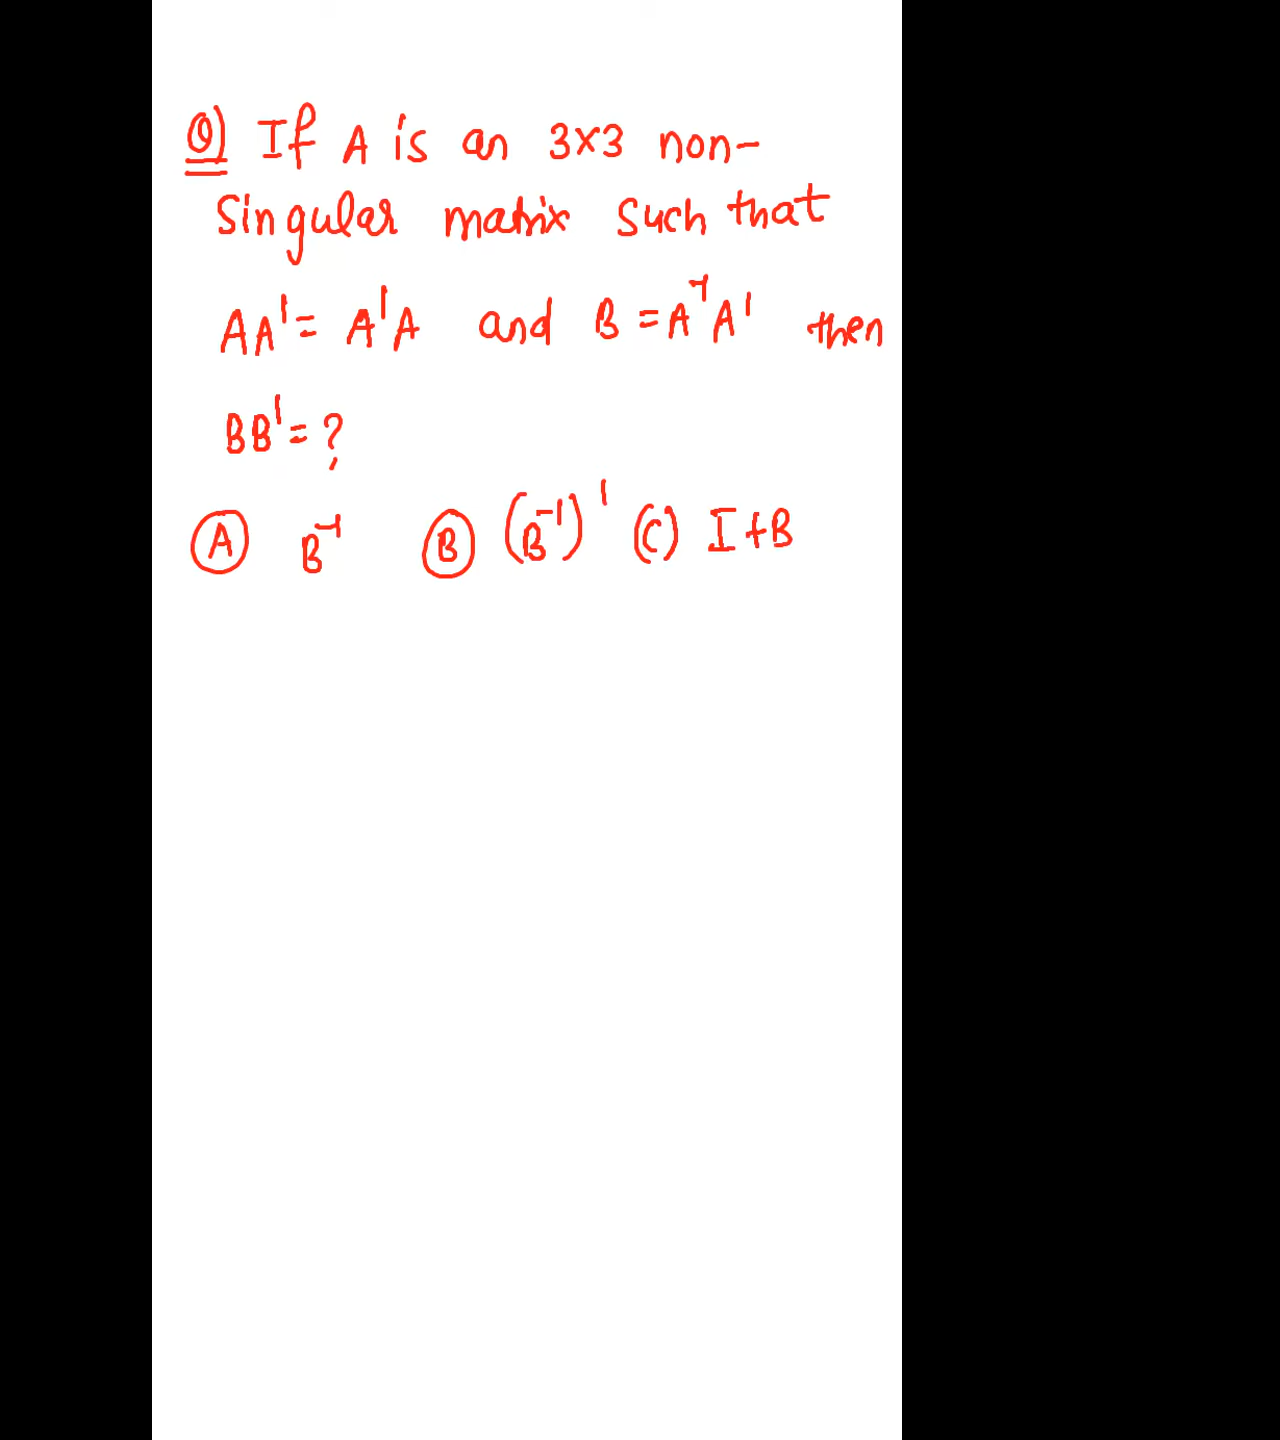 Q) If A is an 3×3 non-
Singular matrix such that
AA' = A'A and B = A⁻¹A' then
BB' = ?
(A) B⁻¹ (B) (B⁻¹)' (C) I+B